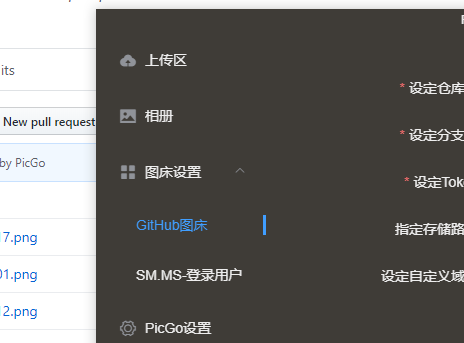 its
New pull request
by PicGo
17.png
01.png
12.png
上传区
相册
图床设置
GitHub图床
SM.MS-登录用户
PicGo设置
* 设定仓库
* 设定分支
* 设定Toke
指定存储路
设定自定义域